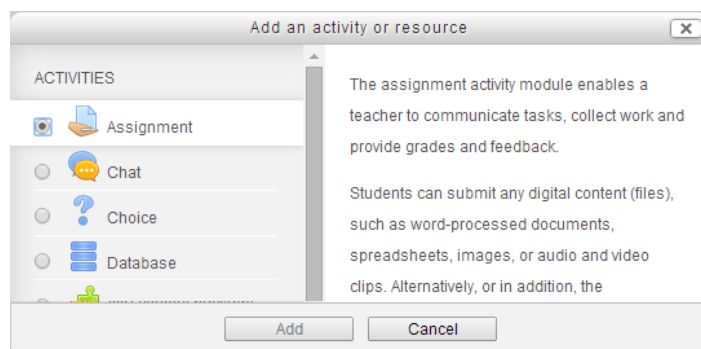 Add an activity or resource
ACTIVITIES
Assignment
Chat
Choice
Database
The assignment activity module enables a
teacher to communicate tasks, collect work and
provide grades and feedback.
Students can submit any digital content (files),
such as word-processed documents,
spreadsheets, images, or audio and video
clips. Alternatively, or in addition, the
Add
Cancel